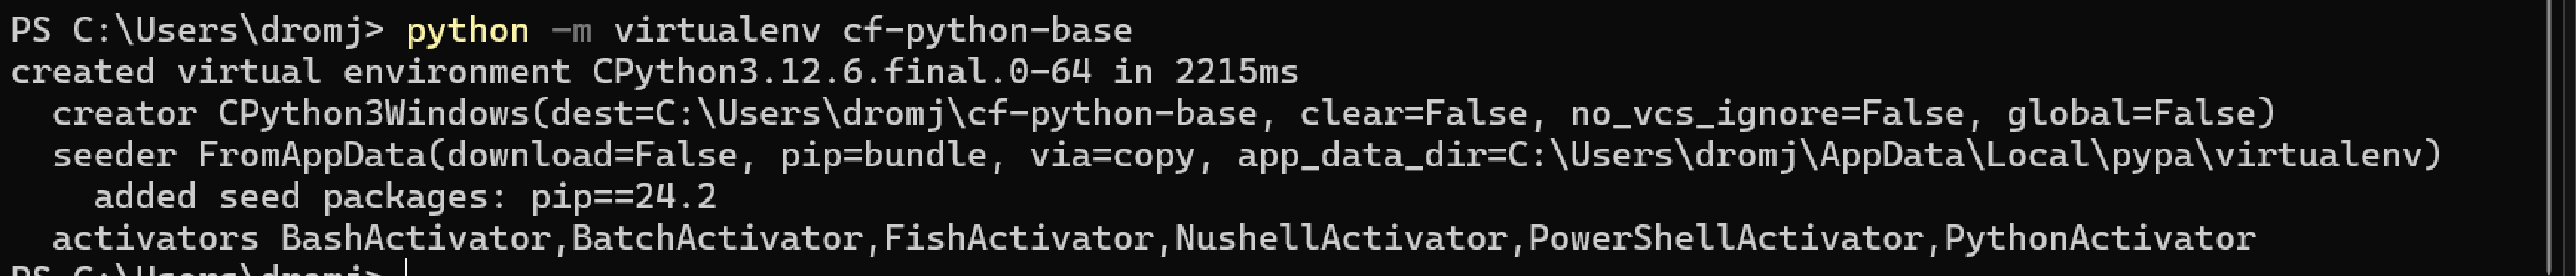 PS C:\Users\dromj> python -m virtualenv cf-python-base
created virtual environment CPython3.12.6.final.0-64 in 2215ms
  creator CPython3Windows(dest=C:\Users\dromj\cf-python-base, clear=False, no_vcs_ignore=False, global=False)
  seeder FromAppData(download=False, pip=bundle, via=copy, app_data_dir=C:\Users\dromj\AppData\Local\pypa\virtualenv)
    added seed packages: pip==24.2
  activators BashActivator,BatchActivator,FishActivator,NushellActivator,PowerShellActivator,PythonActivator
PS C:\Users\dromj>